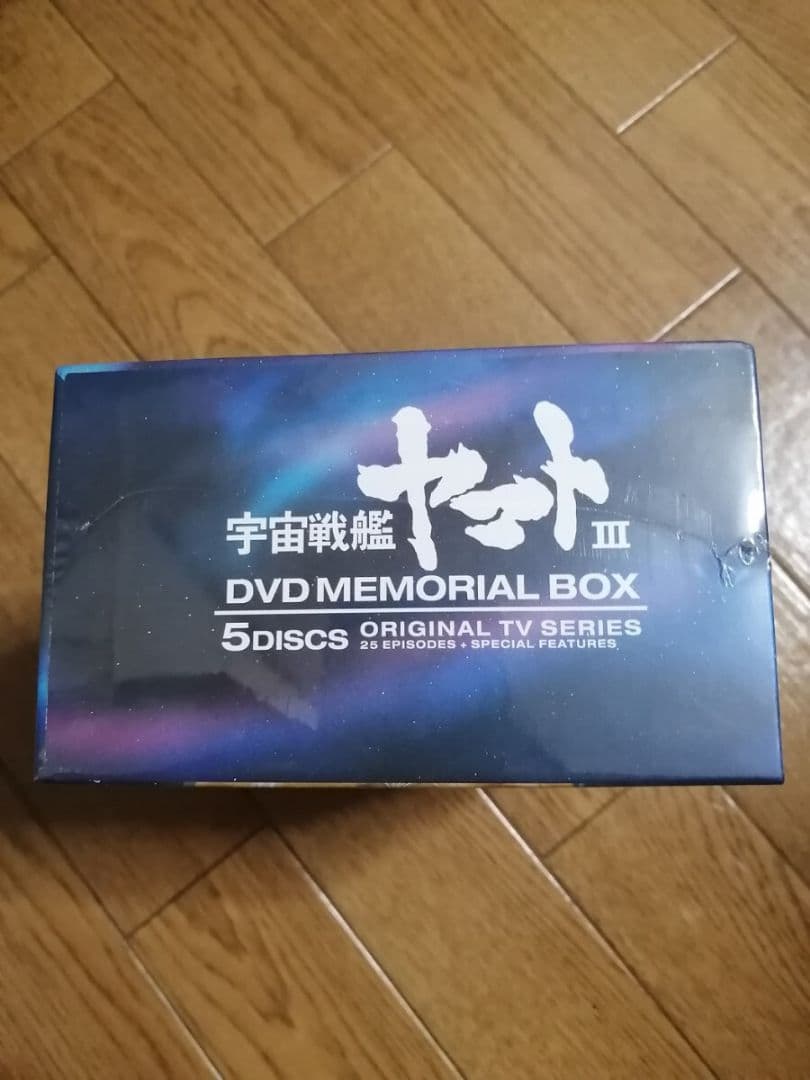 宇宙戦艦ヤマトIII
DVD MEMORIAL BOX
5DISCS ORIGINAL TV SERIES
25 EPISODES + SPECIAL FEATURES